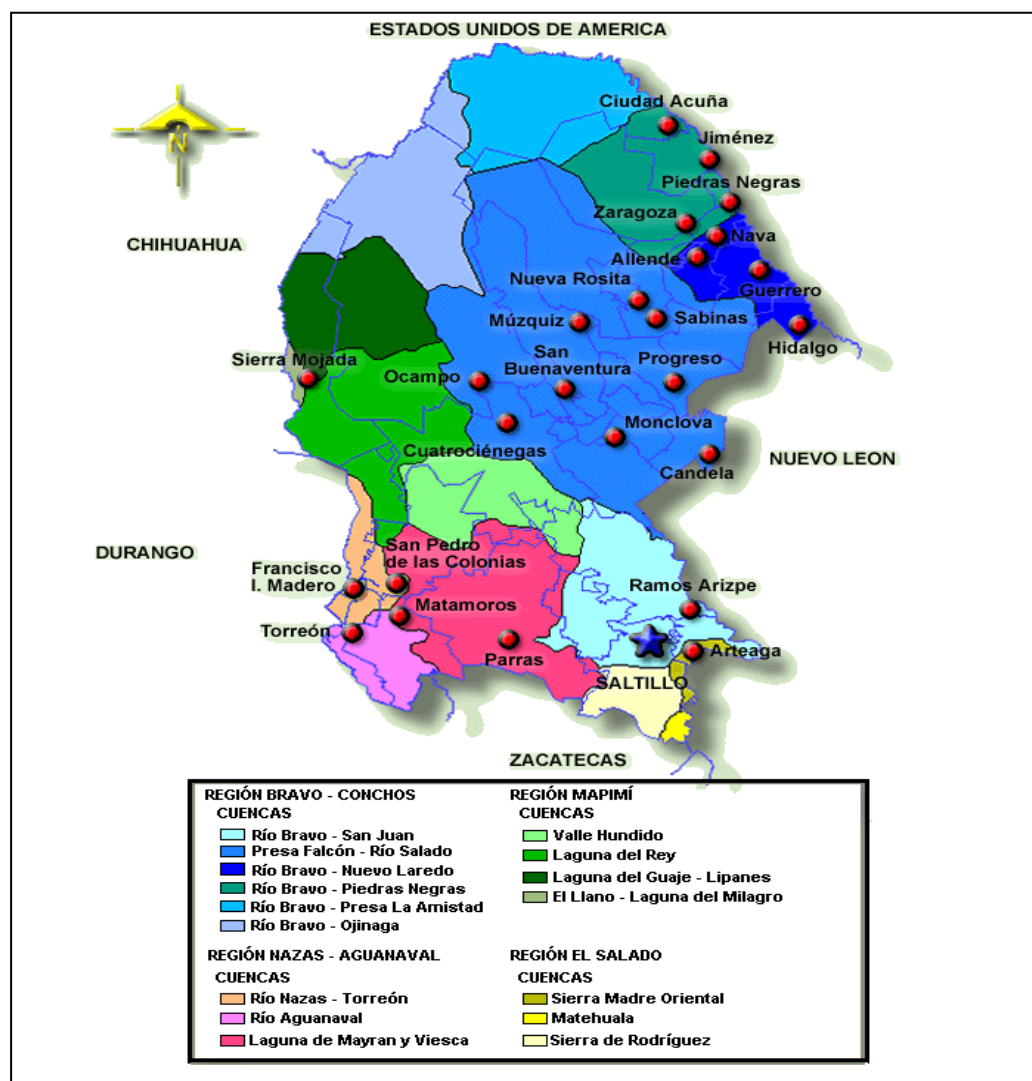 ESTADOS UNIDOS DE AMERICA
Ciudad Acuña
N
Jiménez
Piedras Negras
Zaragoza
Nava
CHIHUAHUA
Allende
Nueva Rosita
Guerrero
Múzquiz
Sabinas
Hidalgo
Sierra Mojada
San
Buenaventura
Progreso
Ocampo
Monclova
Cuatrociénegas
Candela
NUEVO LEON
DURANGO
San Pedro
de las Colonias
Francisco
I. Madero
Ramos Arizpe
Matamoros
Torreón
Parras
Arteaga
SALTILLO
ZACATECAS
REGIÓN BRAVO - CONCHOS
CUENCAS
Río Bravo - San Juan
Presa Falcón - Río Salado
Río Bravo - Nuevo Laredo
Río Bravo - Piedras Negras
Río Bravo - Presa La Amistad
Río Bravo - Ojinaga
REGIÓN MAPIMÍ
CUENCAS
Valle Hundido
Laguna del Rey
Laguna del Guaje - Lipanes
El Llano - Laguna del Milagro
REGIÓN NAZAS - AGUANAVAL
CUENCAS
Río Nazas - Torreón
Río Aguanaval
Laguna de Mayran y Viesca
REGIÓN EL SALADO
CUENCAS
Sierra Madre Oriental
Matehuala
Sierra de Rodríguez